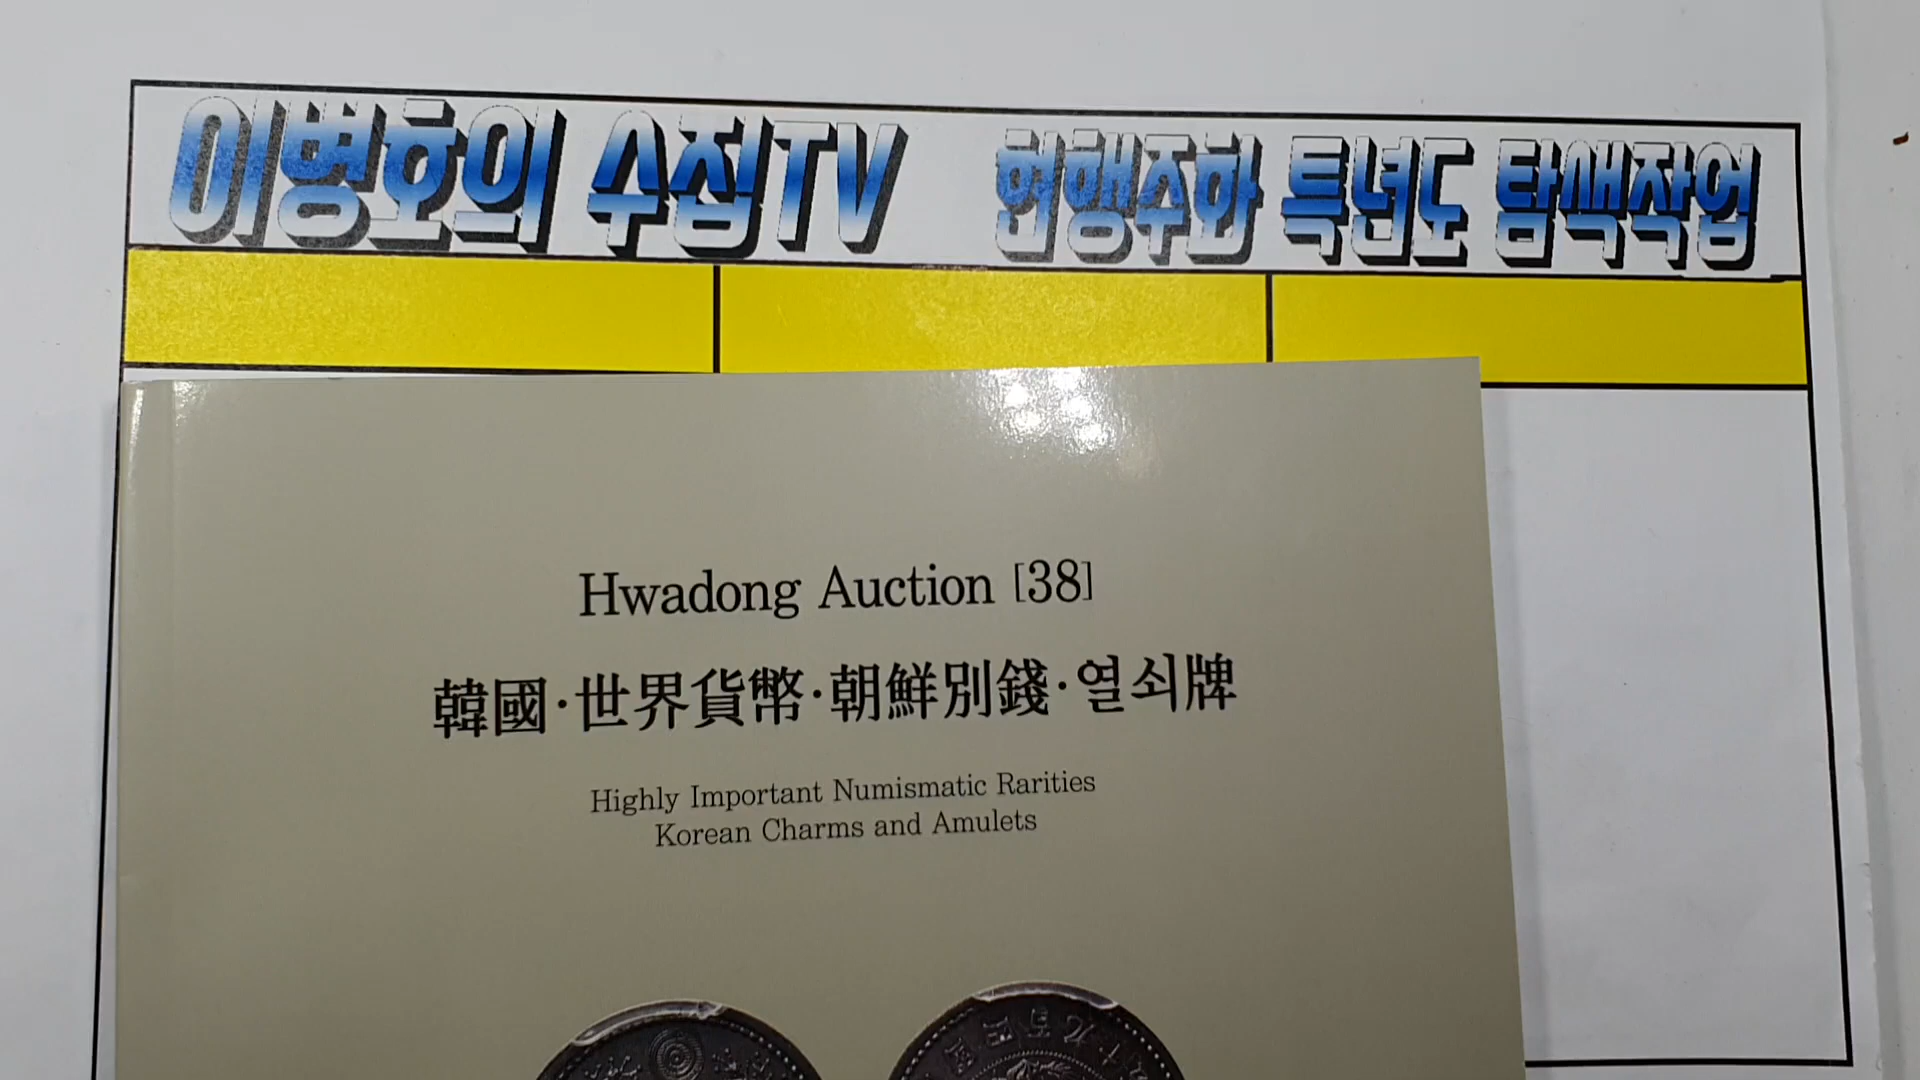 이병호의 수집TV 현행주화 특년도 탐색작업
Hwadong Auction [38]
韓國·世界貨幣·朝鮮別錢·열쇠牌
Highly Important Numismatic Rarities
Korean Charms and Amulets